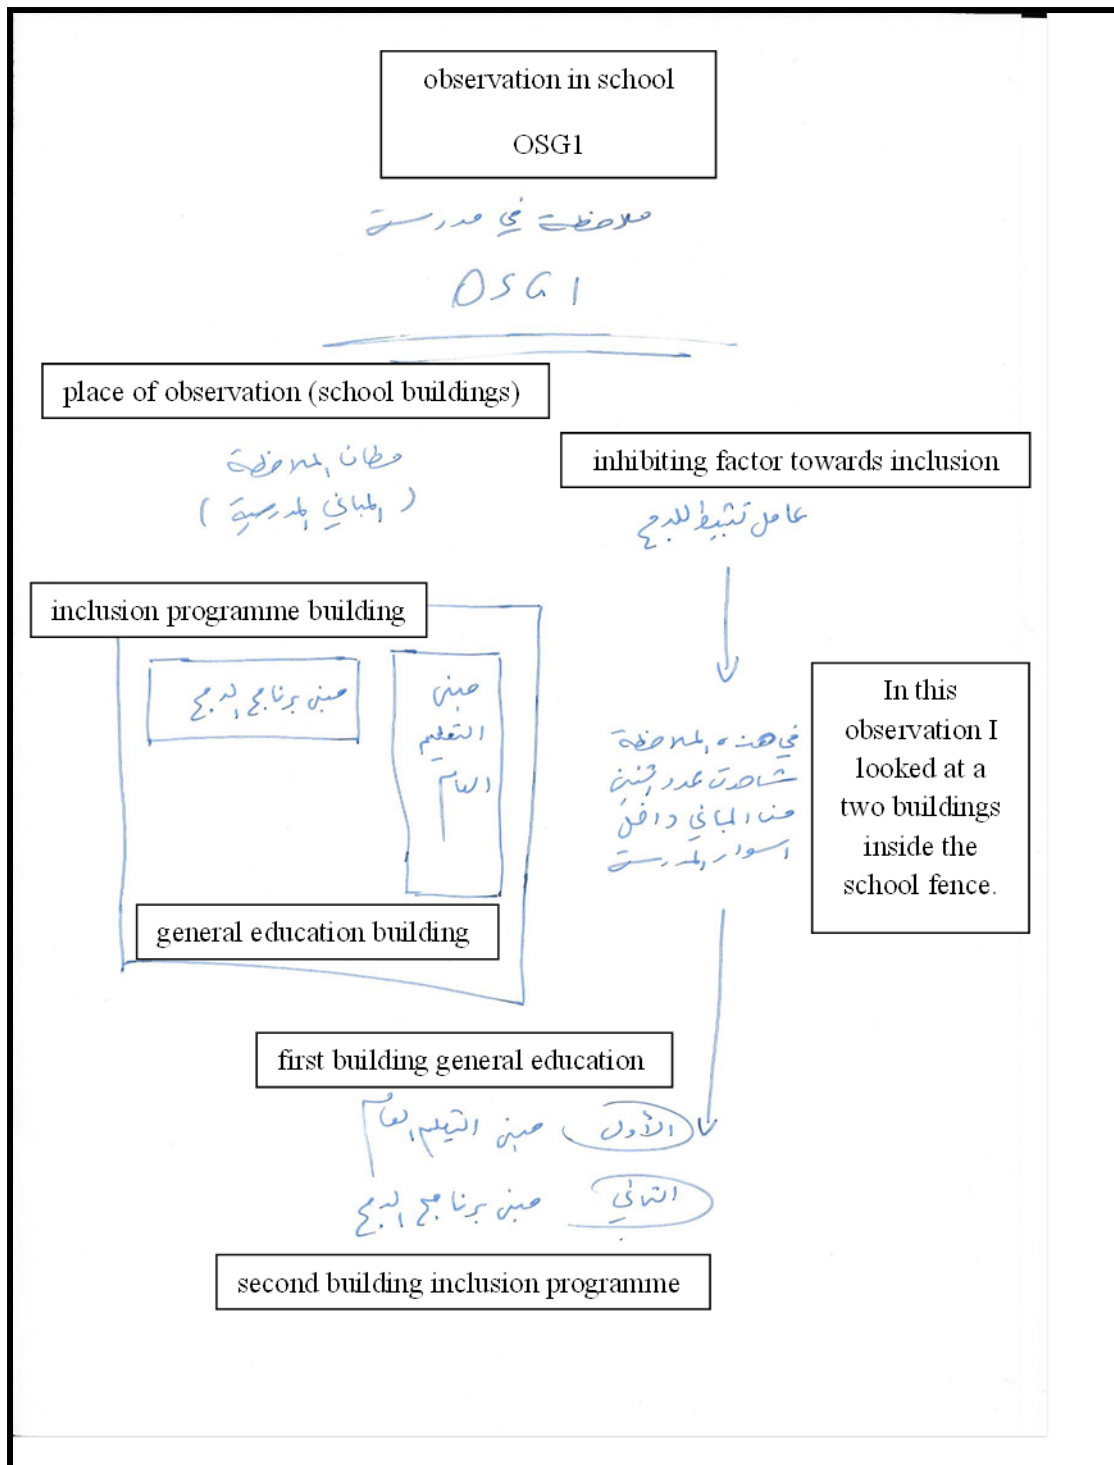 observation in school
OSG1
ملاحظة في مدرسة
OSG1
place of observation (school buildings)
مكان الملاحظة
(المباني المدرسية)
inhibiting factor towards inclusion
عامل تثبيط للدمج
inclusion programme building
مبنى برنامج الدمج
مبنى
التعليم
العام
general education building
في هذه الملاحظة
شاهدت عدد اثنين
من المباني داخل
اسوار المدرسة
In this
observation I
looked at a
two buildings
inside the
school fence.
first building general education
الأول مبنى التعليم العام
الثاني مبنى برنامج الدمج
second building inclusion programme